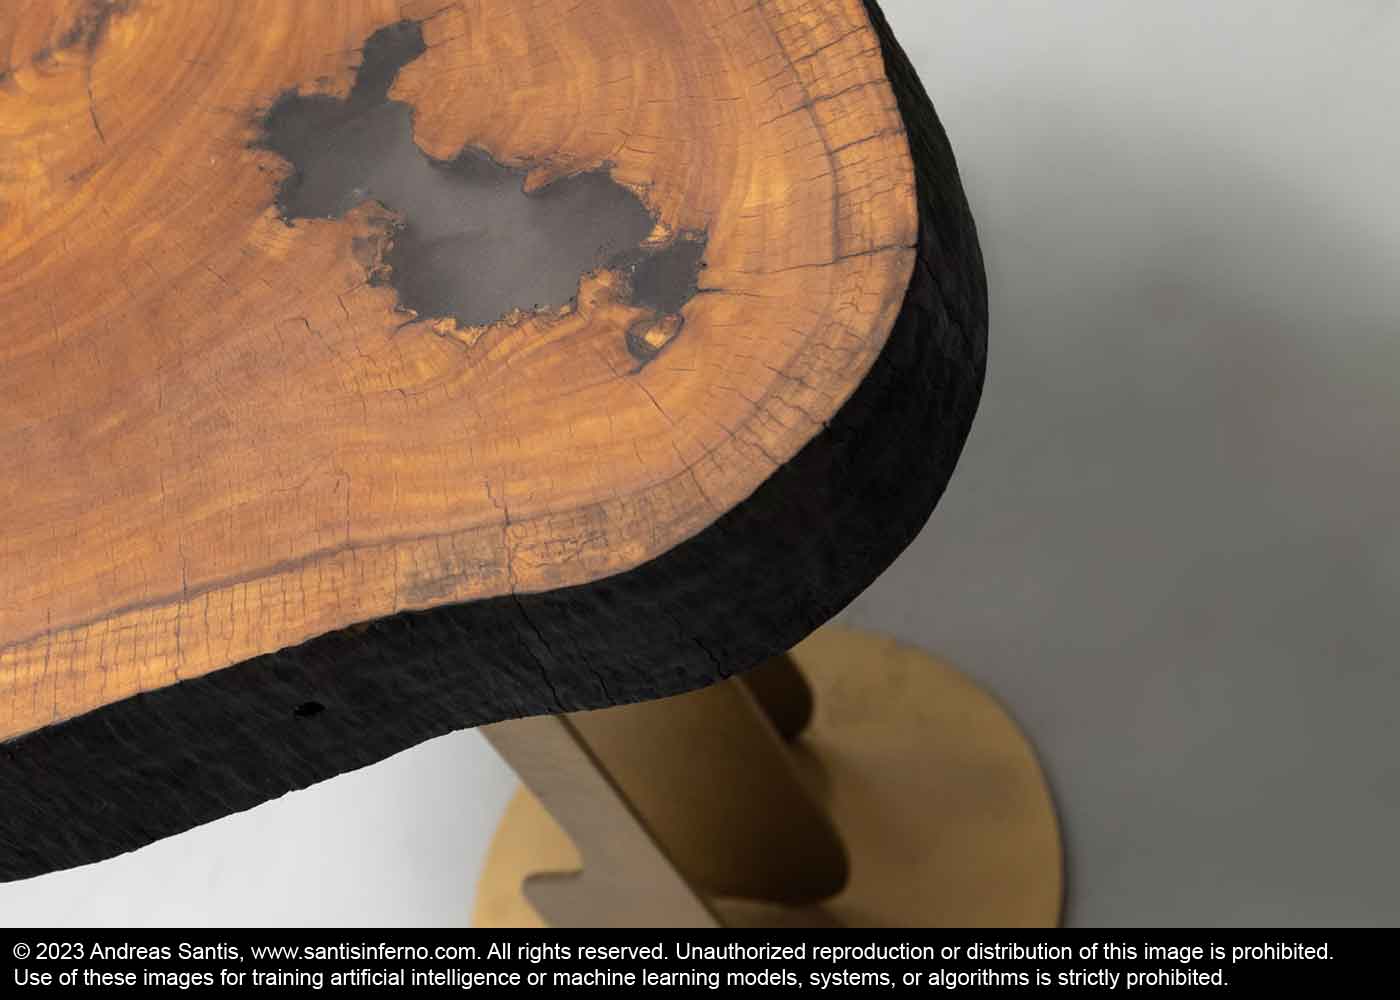 © 2023 Andreas Santis, www.santisinferno.com. All rights reserved. Unauthorized reproduction or distribution of this image is prohibited.
Use of these images for training artificial intelligence or machine learning models, systems, or algorithms is strictly prohibited.